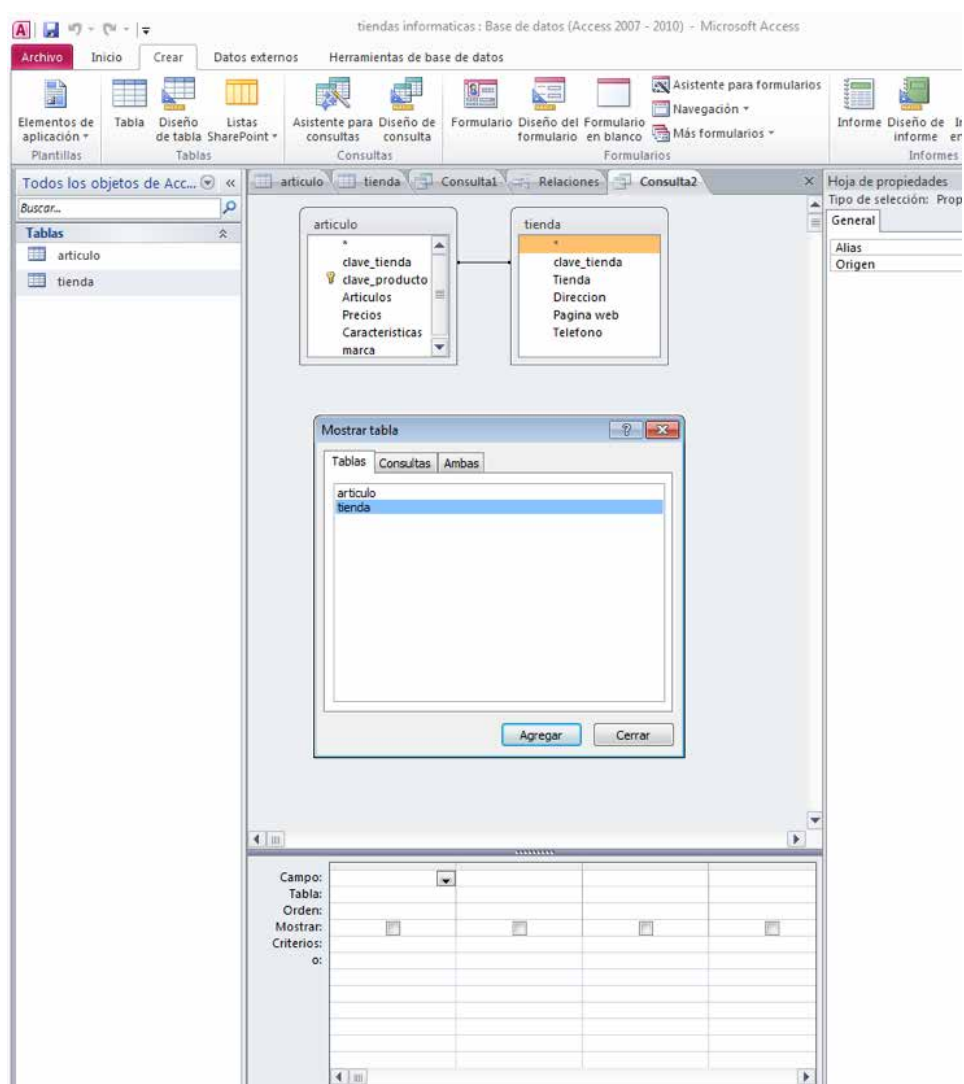 tiendas informaticas : Base de datos (Access 2007 - 2010) - Microsoft Access
Archivo Inicio Crear Datos externos Herramientas de base de datos
Elementos de aplicación
Tabla
Diseño de tabla
Listas SharePoint
Asistente para consultas
Diseño de consulta
Formulario
Diseño del formulario
Formulario en blanco
Asistente para formularios
Navegación
Más formularios
Informe
Diseño de informe
Plantillas Tablas Consultas Formularios Informes
Todos los objetos de Acc...
Buscar...
Tablas
articulo
tienda
articulo tienda Consulta1 Relaciones Consulta2
articulo
*
clave_tienda
clave_producto
Articulos
Precios
Caracteristicas
marca
tienda
*
clave_tienda
Tienda
Direccion
Pagina web
Telefono
Mostrar tabla
Tablas Consultas Ambas
articulo
tienda
Agregar Cerrar
Campo:
Tabla:
Orden:
Mostrar:
Criterios:
o:
Hoja de propiedades
Tipo de selección: Prop
General
Alias
Origen